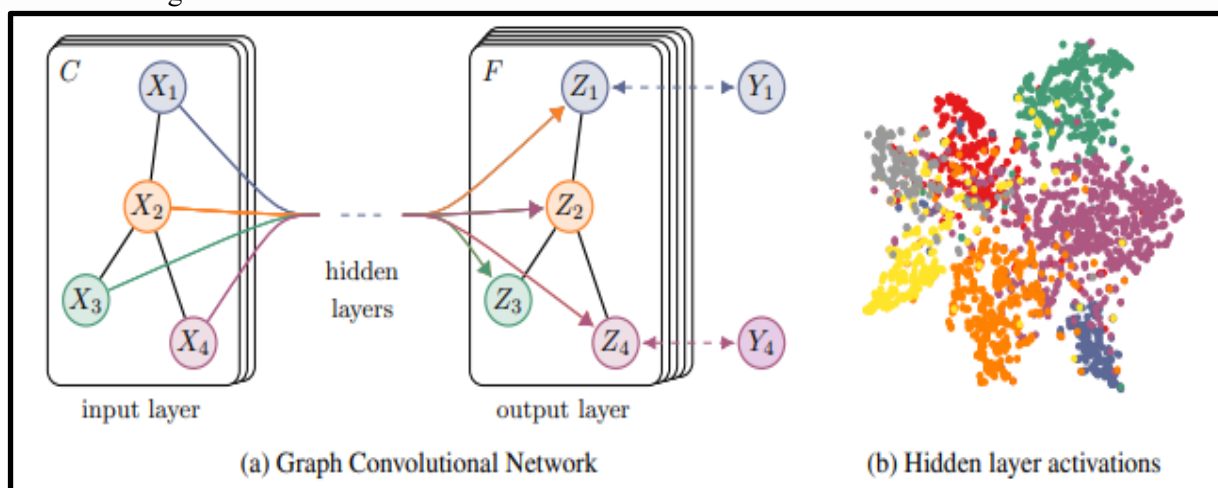 C
X1
X2
X3
X4
input layer
hidden
layers
F
Z1
Z2
Z3
Z4
output layer
Y1
Y4
(a) Graph Convolutional Network
(b) Hidden layer activations